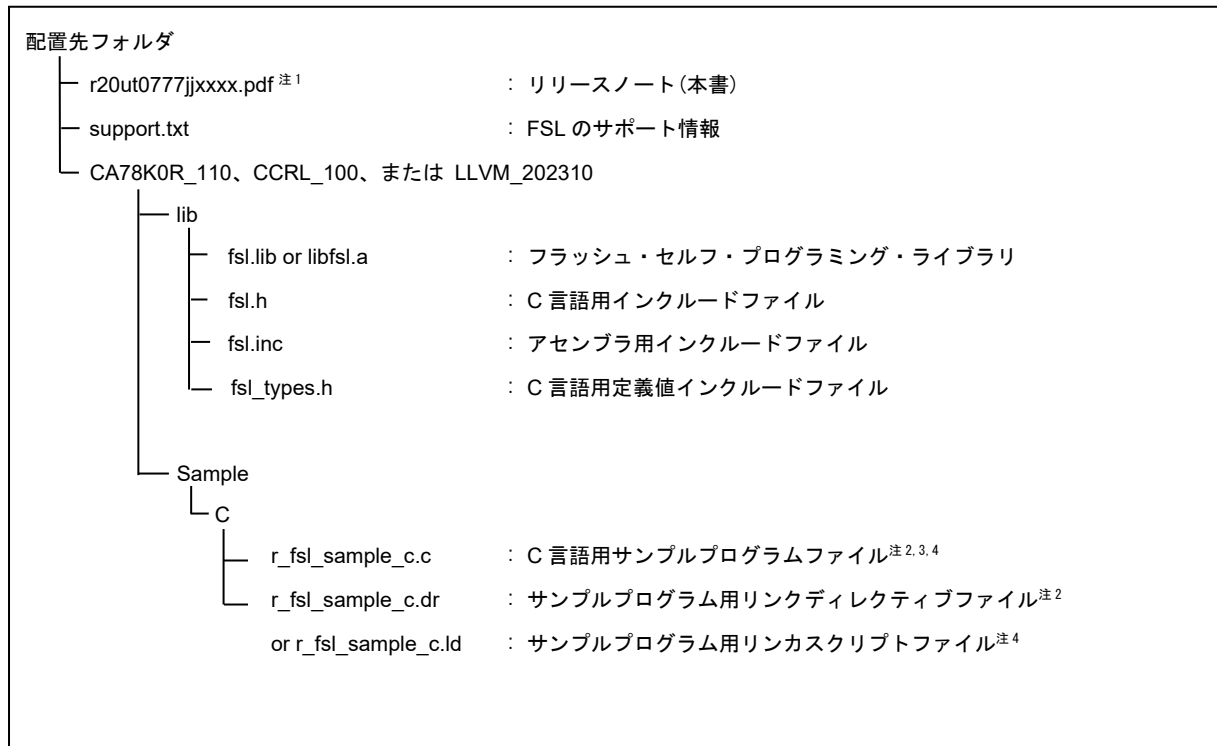 配置先フォルダ
r20ut0777jjxxxx.pdf 注1 : リリースノート(本書)
support.txt : FSL のサポート情報
CA78K0R_110、CCRL_100、または LLVM_202310
lib
fsl.lib or libfsl.a : フラッシュ・セルフ・プログラミング・ライブラリ
fsl.h : C 言語用インクルードファイル
fsl.inc : アセンブラ用インクルードファイル
fsl_types.h : C 言語用定義値インクルードファイル
Sample
C
r_fsl_sample_c.c : C 言語用サンプルプログラムファイル注 2, 3, 4
r_fsl_sample_c.dr : サンプルプログラム用リンクディレクティブファイル注 2
or r_fsl_sample_c.ld : サンプルプログラム用リンカスクリプトファイル注 4